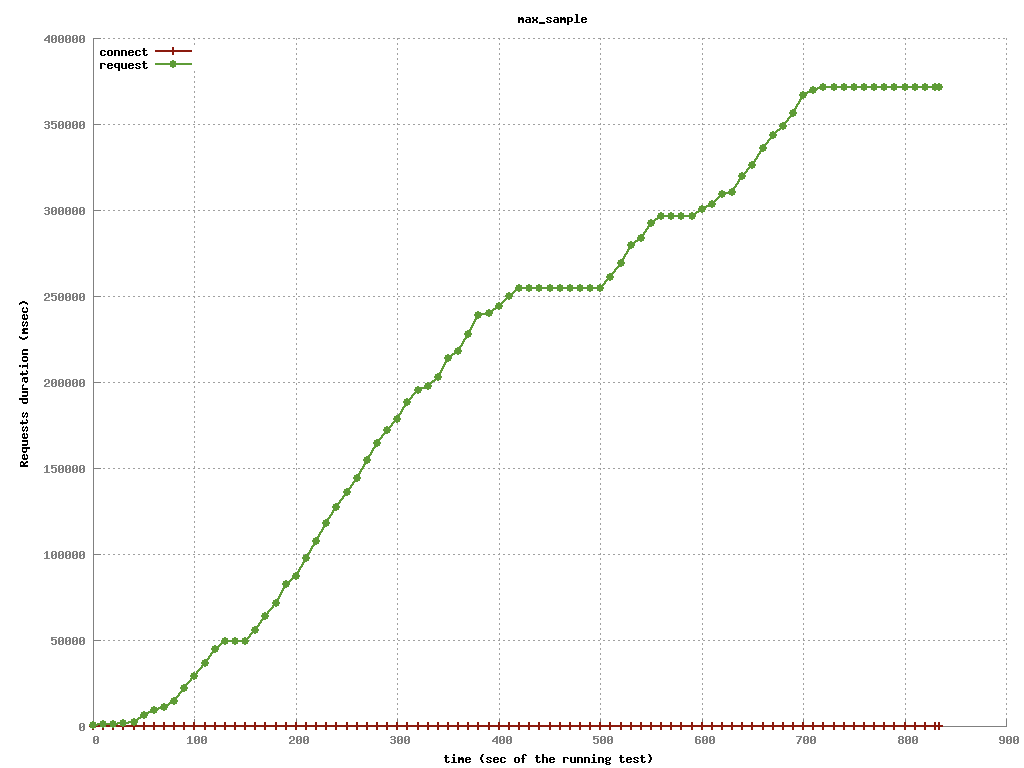 max_sample
400000
connect
request
350000
300000
250000
200000
150000
100000
50000
0
0 100 200 300 400 500 600 700 800 900
Requests duration (msec)
time (sec of the running test)